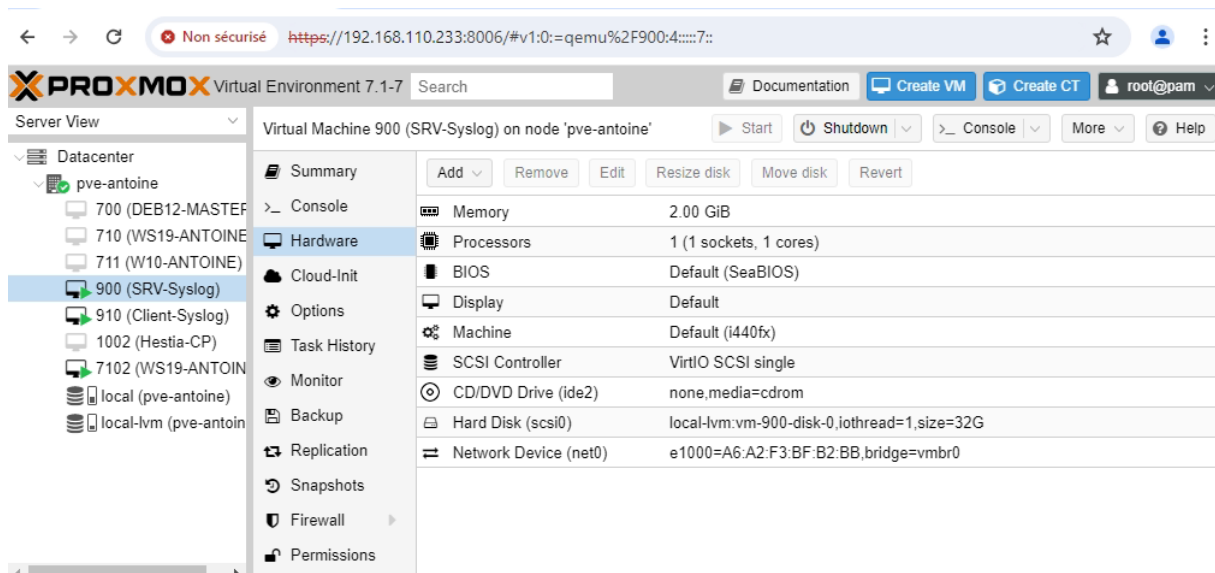 Non sécurisé https://192.168.110.233:8006/#v1:0:=qemu%2F900:4:::::7::
PROXMOX Virtual Environment 7.1-7 Search Documentation Create VM Create CT root@pam
Server View
Virtual Machine 900 (SRV-Syslog) on node 'pve-antoine' Start Shutdown Console More Help
Datacenter
pve-antoine
700 (DEB12-MASTER
710 (WS19-ANTOINE
711 (W10-ANTOINE)
900 (SRV-Syslog)
910 (Client-Syslog)
1002 (Hestia-CP)
7102 (WS19-ANTOIN
local (pve-antoine)
local-lvm (pve-antoin
Summary
Console
Hardware
Cloud-Init
Options
Task History
Monitor
Backup
Replication
Snapshots
Firewall
Permissions
Add Remove Edit Resize disk Move disk Revert
Memory 2.00 GiB
Processors 1 (1 sockets, 1 cores)
BIOS Default (SeaBIOS)
Display Default
Machine Default (i440fx)
SCSI Controller VirtIO SCSI single
CD/DVD Drive (ide2) none,media=cdrom
Hard Disk (scsi0) local-lvm:vm-900-disk-0,iothread=1,size=32G
Network Device (net0) e1000=A6:A2:F3:BF:B2:BB,bridge=vmbr0